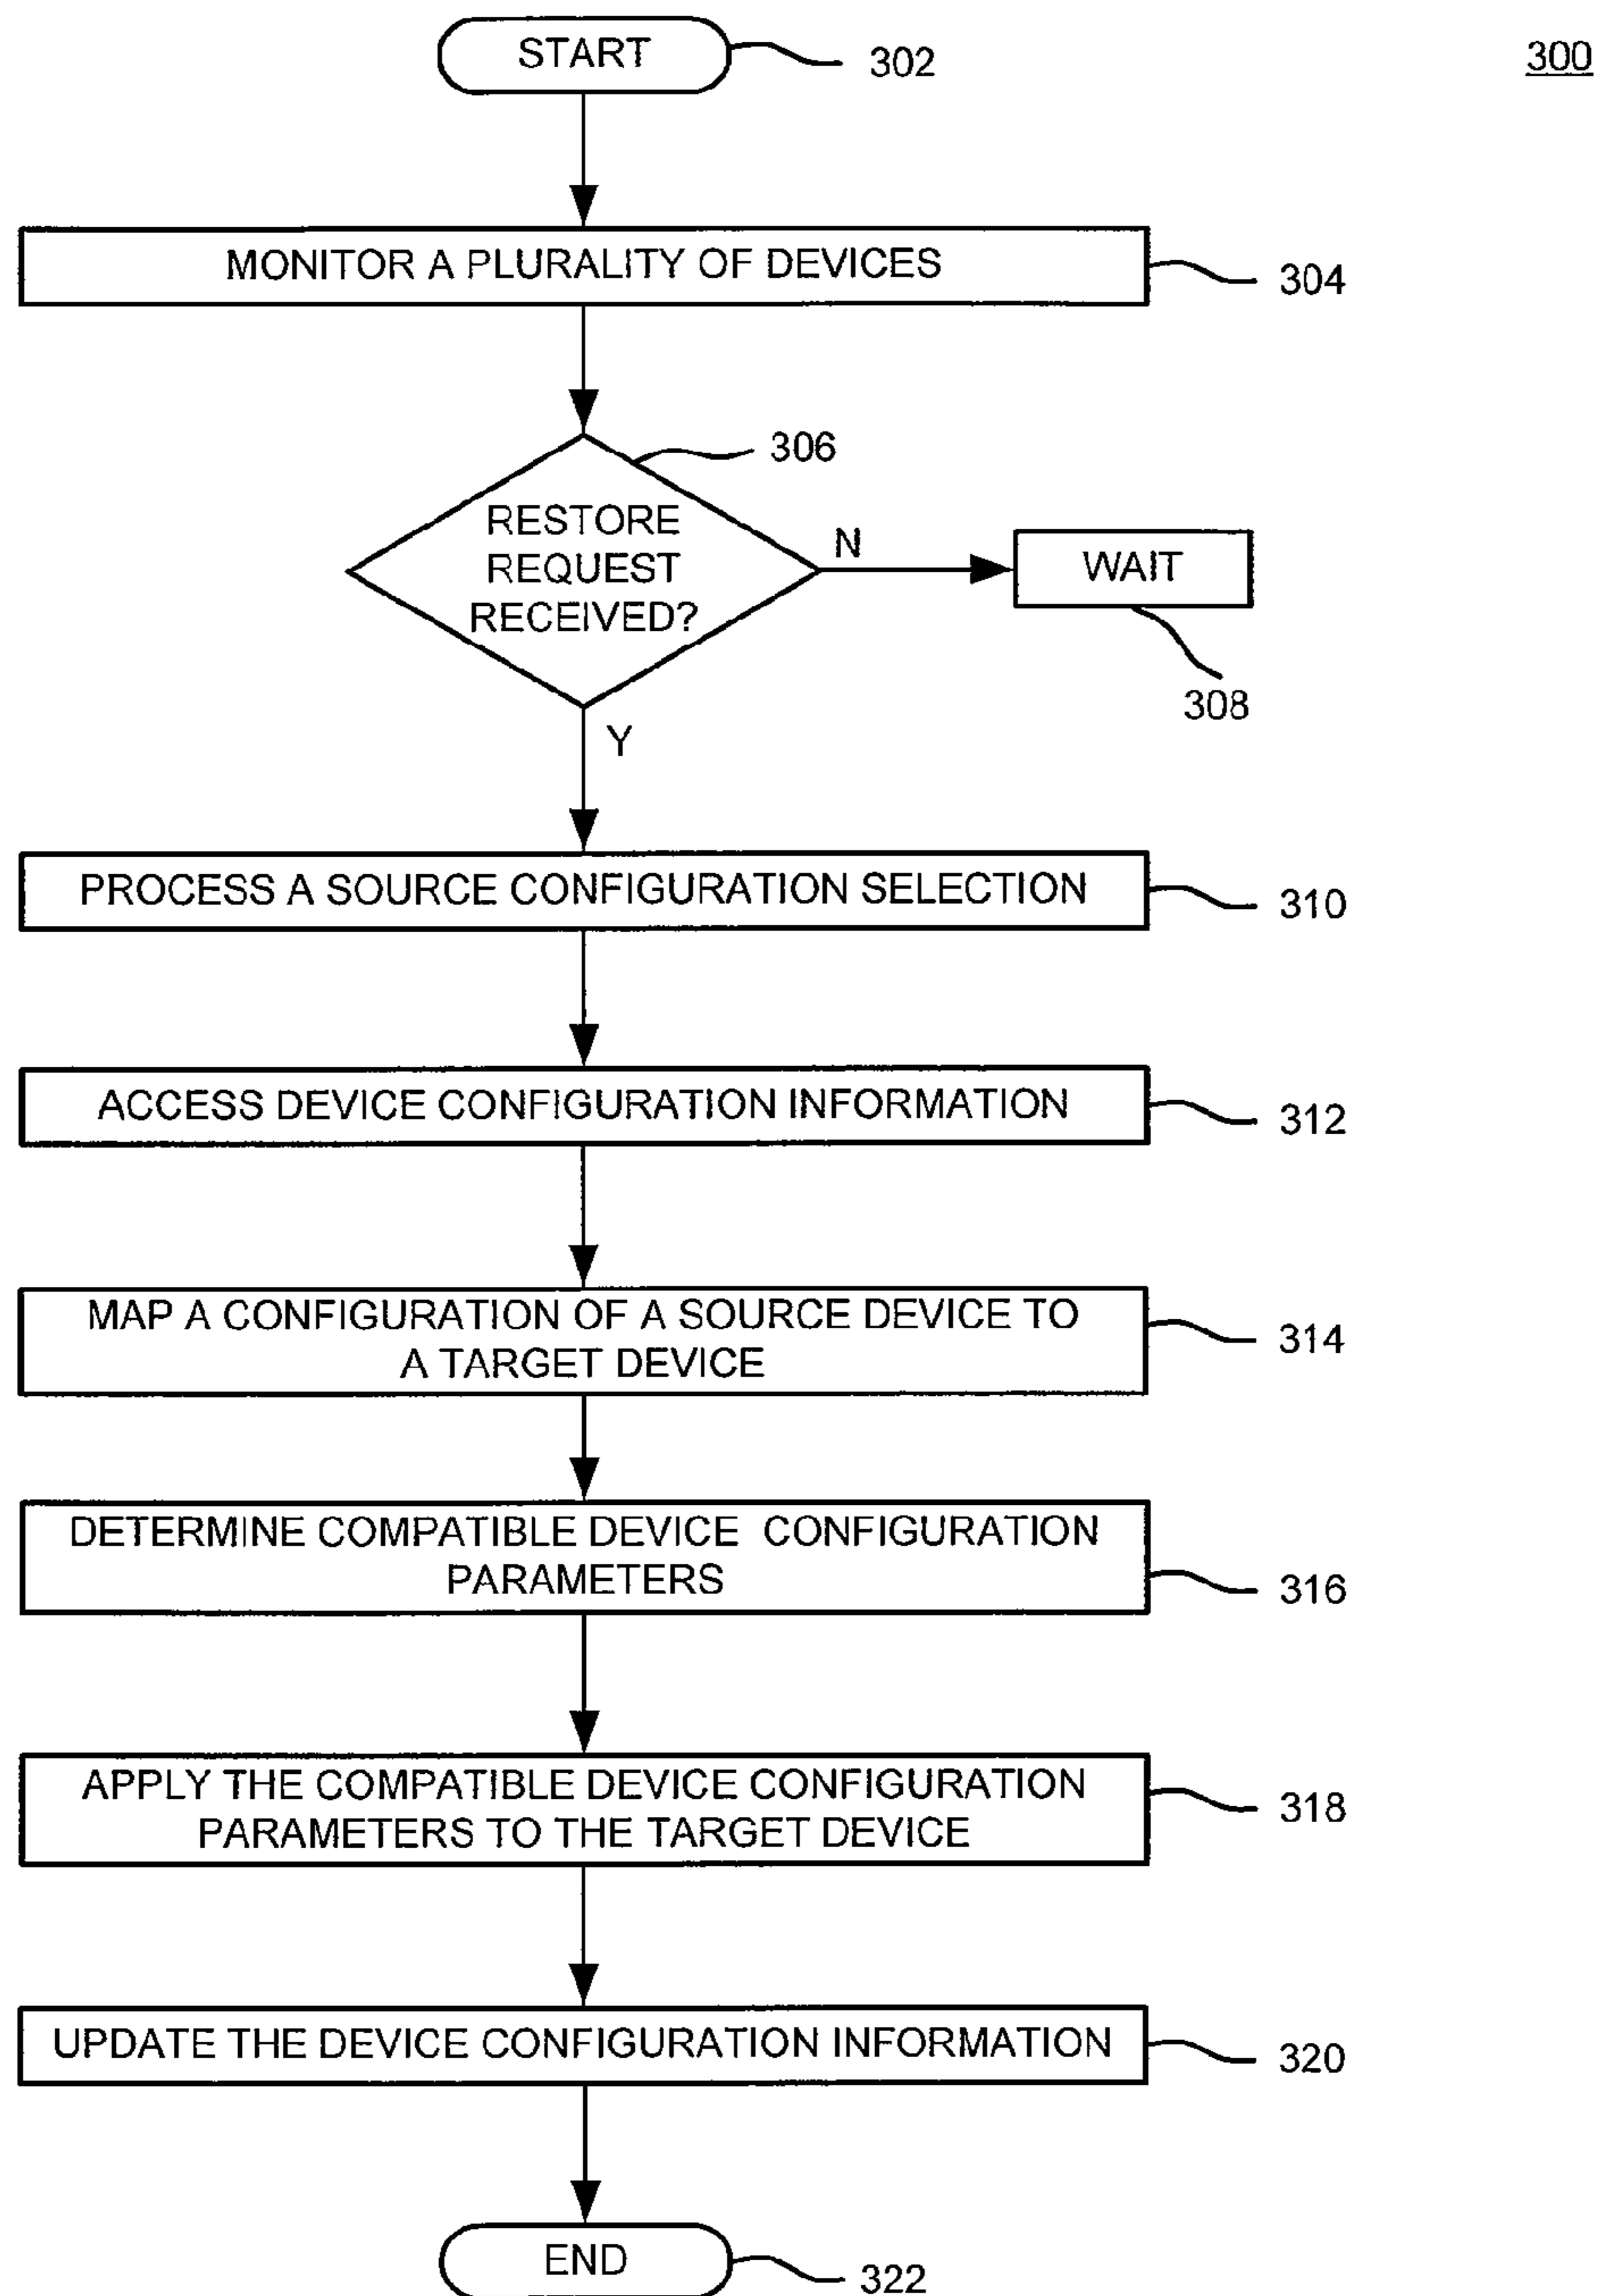 START
302
300
MONITOR A PLURALITY OF DEVICES
304
306
RESTORE
REQUEST
RECEIVED?
N
WAIT
308
Y
PROCESS A SOURCE CONFIGURATION SELECTION
310
ACCESS DEVICE CONFIGURATION INFORMATION
312
MAP A CONFIGURATION OF A SOURCE DEVICE TO
A TARGET DEVICE
314
DETERMINE COMPATIBLE DEVICE CONFIGURATION
PARAMETERS
316
APPLY THE COMPATIBLE DEVICE CONFIGURATION
PARAMETERS TO THE TARGET DEVICE
318
UPDATE THE DEVICE CONFIGURATION INFORMATION
320
END
322